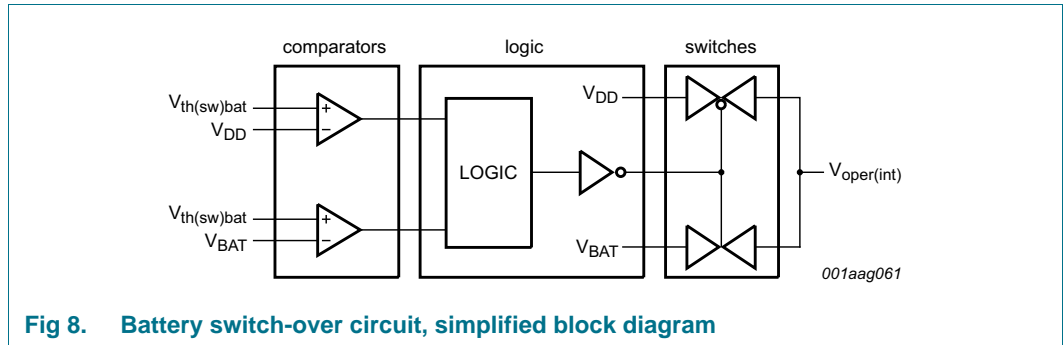 comparators
logic
switches
Vth(sw)bat
VDD
+
−
VDD
LOGIC
Voper(int)
Vth(sw)bat
VBAT
+
−
VBAT
001aag061
Fig 8. Battery switch-over circuit, simplified block diagram